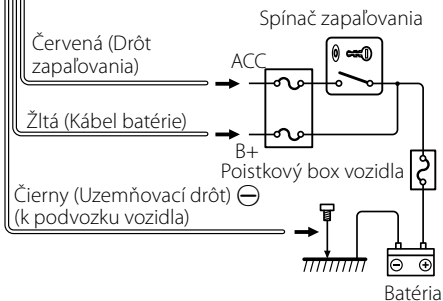 Spínač zapaľovania
Červená (Drôt
zapaľovania)
ACC
Žltá (Kábel batérie)
B+
Poistkový box vozidla
Čierny (Uzemňovací drôt) ⊖
(k podvozku vozidla)
⊖ ⊕
Batéria